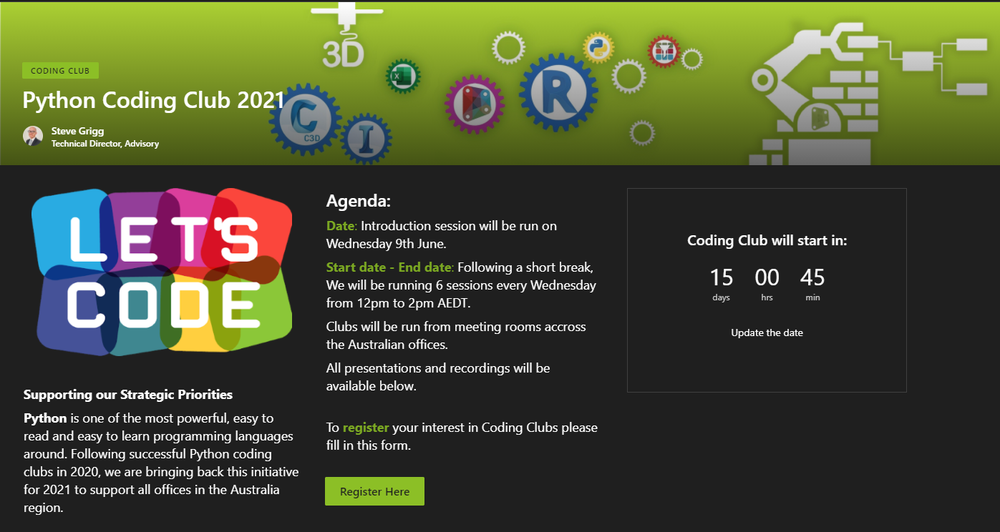 3D
CODING CLUB
Python Coding Club 2021
Steve Grigg
Technical Director, Advisory
X
C
C3D
I
R
LET'S
CODE
Supporting our Strategic Priorities
Python is one of the most powerful, easy to
read and easy to learn programming languages
around. Following successful Python coding
clubs in 2020, we are bringing back this initiative
for 2021 to support all offices in the Australia
region.
Agenda:
Date: Introduction session will be run on
Wednesday 9th June.
Start date - End date: Following a short break,
We will be running 6 sessions every Wednesday
from 12pm to 2pm AEDT.
Clubs will be run from meeting rooms accross
the Australian offices.
All presentations and recordings will be
available below.
To register your interest in Coding Clubs please
fill in this form.
Register Here
Coding Club will start in:
15 00 45
days hrs min
Update the date